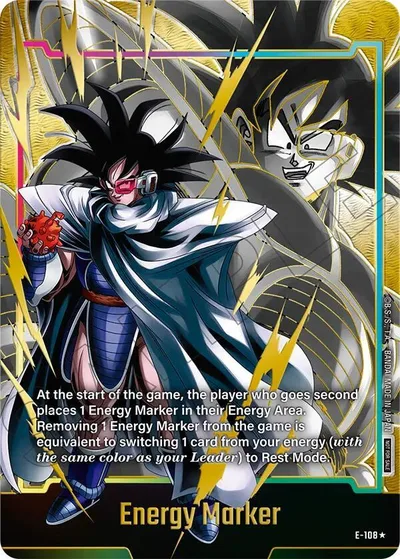 At the start of the game, the player who goes second
places 1 Energy Marker in their Energy Area.
Removing 1 Energy Marker from the game is
equivalent to switching 1 card from your energy (with
the same color as your Leader) to Rest Mode.
©B.S./S., T.A. BANDAI MADE IN JAPAN
NOT FOR SALE
Energy Marker
E-108★